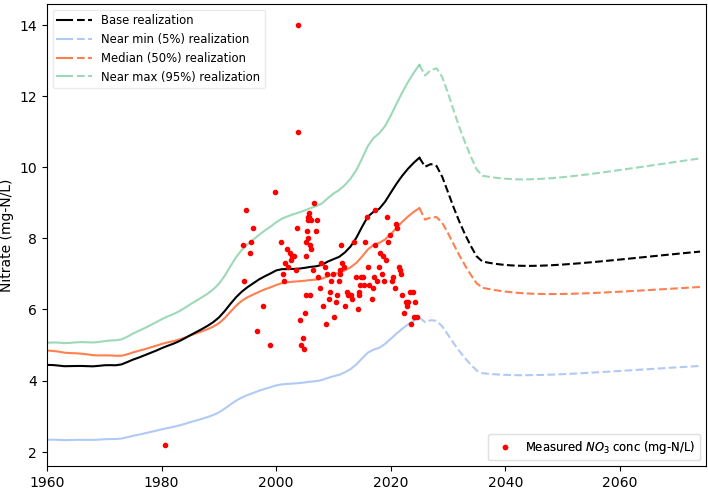 Nitrate (mg-N/L)
14
12
10
8
6
4
2
Base realization
Near min (5%) realization
Median (50%) realization
Near max (95%) realization
Measured NO₃ conc (mg-N/L)
1960 1980 2000 2020 2040 2060